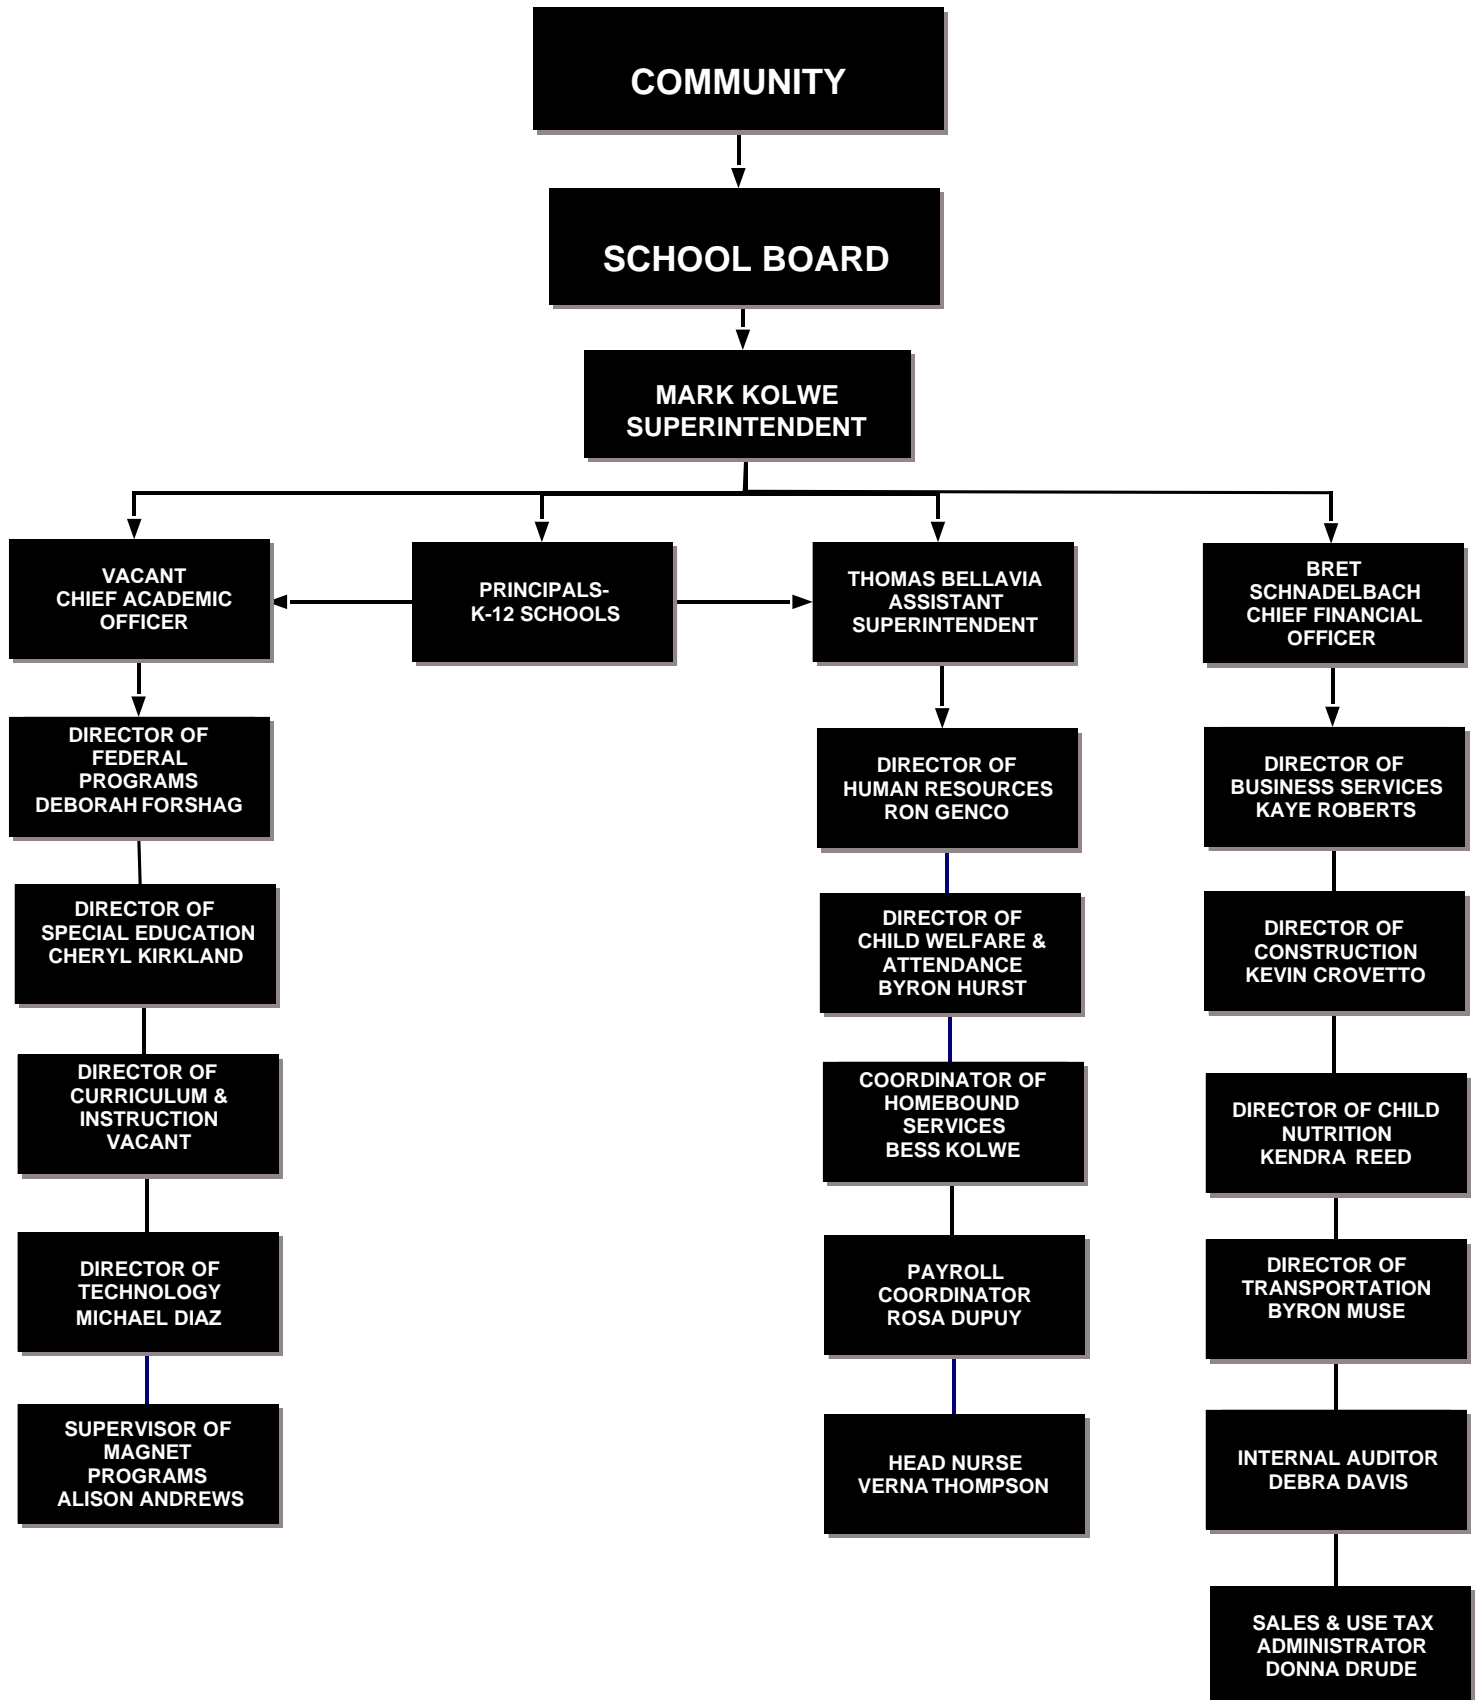 COMMUNITY
SCHOOL BOARD
MARK KOLWE
SUPERINTENDENT
VACANT
CHIEF ACADEMIC
OFFICER
PRINCIPALS-
K-12 SCHOOLS
THOMAS BELLAVIA
ASSISTANT
SUPERINTENDENT
BRET
SCHNADELBACH
CHIEF FINANCIAL
OFFICER
DIRECTOR OF
FEDERAL
PROGRAMS
DEBORAH FORSHAG
DIRECTOR OF
SPECIAL EDUCATION
CHERYL KIRKLAND
DIRECTOR OF
CURRICULUM &
INSTRUCTION
VACANT
DIRECTOR OF
TECHNOLOGY
MICHAEL DIAZ
SUPERVISOR OF
MAGNET
PROGRAMS
ALISON ANDREWS
DIRECTOR OF
HUMAN RESOURCES
RON GENCO
DIRECTOR OF
CHILD WELFARE &
ATTENDANCE
BYRON HURST
COORDINATOR OF
HOMEBOUND
SERVICES
BESS KOLWE
PAYROLL
COORDINATOR
ROSA DUPUY
HEAD NURSE
VERNA THOMPSON
DIRECTOR OF
BUSINESS SERVICES
KAYE ROBERTS
DIRECTOR OF
CONSTRUCTION
KEVIN CROVETTO
DIRECTOR OF CHILD
NUTRITION
KENDRA REED
DIRECTOR OF
TRANSPORTATION
BYRON MUSE
INTERNAL AUDITOR
DEBRA DAVIS
SALES & USE TAX
ADMINISTRATOR
DONNA DRUDE